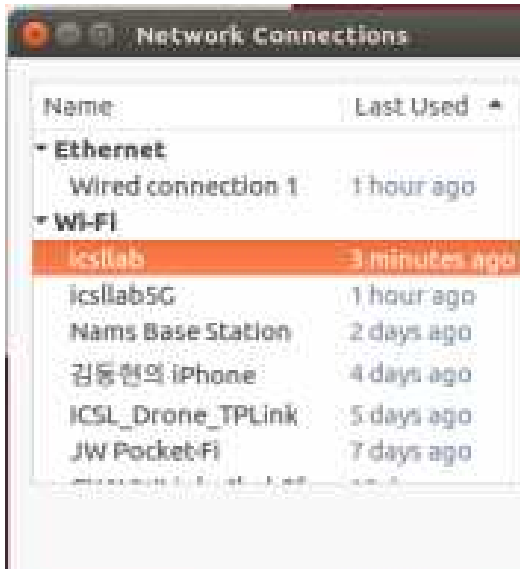 Network Connections
Name Last Used
Ethernet
Wired connection 1 1 hour ago
Wi-Fi
icsllab 3 minutes ago
icsllab5G 1 hour ago
Nams Base Station 2 days ago
김동현의 iPhone 4 days ago
ICSL_Drone_TPLink 5 days ago
JW Pocket-Fi 7 days ago